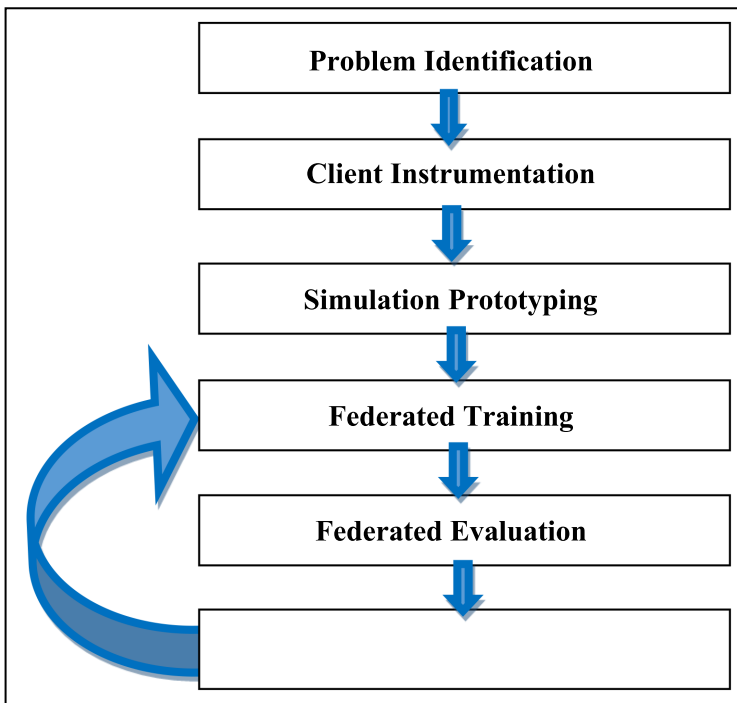 Problem Identification
Client Instrumentation
Simulation Prototyping
Federated Training
Federated Evaluation